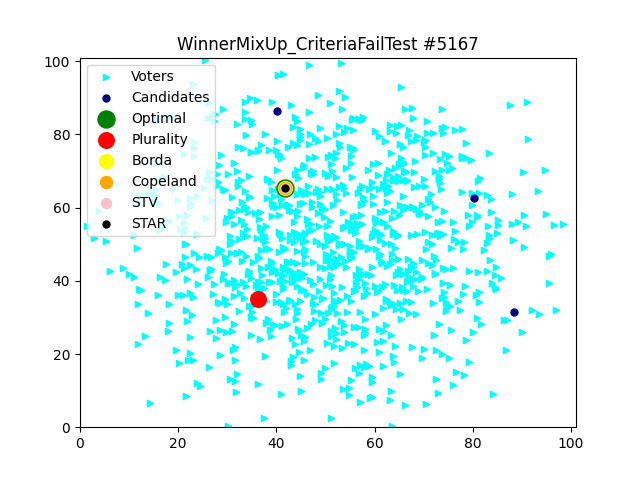 WinnerMixUp_CriteriaFailTest #5167
100
80
60
40
20
0
Voters
Candidates
Optimal
Plurality
Borda
Copeland
STV
STAR
0 20 40 60 80 100